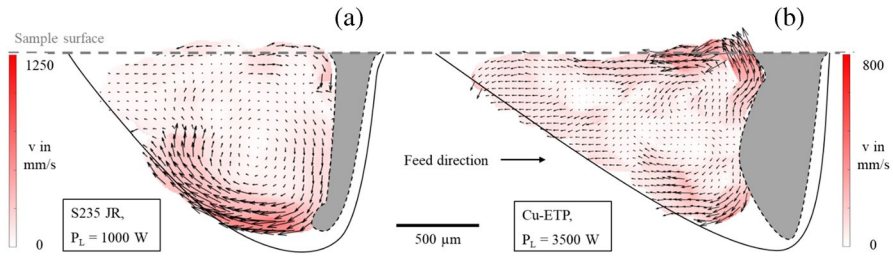 (a)
(b)
Sample surface
1250
v in
mm/s
0
S235 JR,
P_L = 1000 W
Feed direction
500 µm
Cu-ETP,
P_L = 3500 W
800
v in
mm/s
0